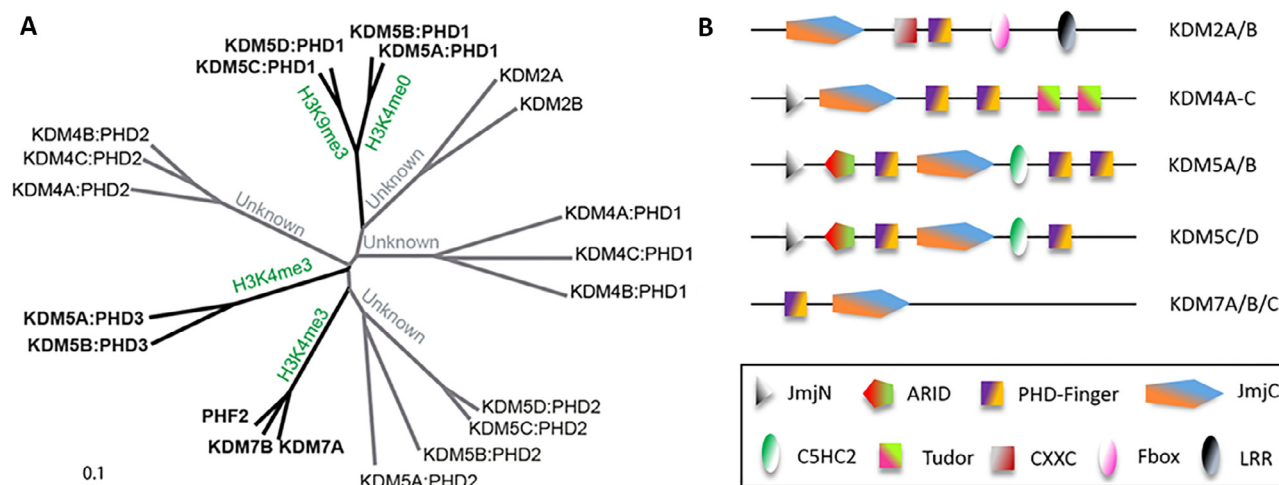 A
KDM5B:PHD1
KDM5D:PHD1
KDM5A:PHD1
KDM5C:PHD1
H3K9me3
H3K4me0
KDM2A
KDM2B
Unknown
KDM4B:PHD2
KDM4C:PHD2
KDM4A:PHD2
Unknown
KDM4A:PHD1
Unknown
KDM4C:PHD1
KDM4B:PHD1
H3K4me3
KDM5A:PHD3
KDM5B:PHD3
Unknown
H3K4me3
KDM5D:PHD2
KDM5C:PHD2
PHF2
KDM7B KDM7A
KDM5B:PHD2
KDM5A:PHD2
0.1
B
KDM2A/B
KDM4A-C
KDM5A/B
KDM5C/D
KDM7A/B/C
JmjN ARID PHD-Finger JmjC
C5HC2 Tudor CXXC Fbox LRR